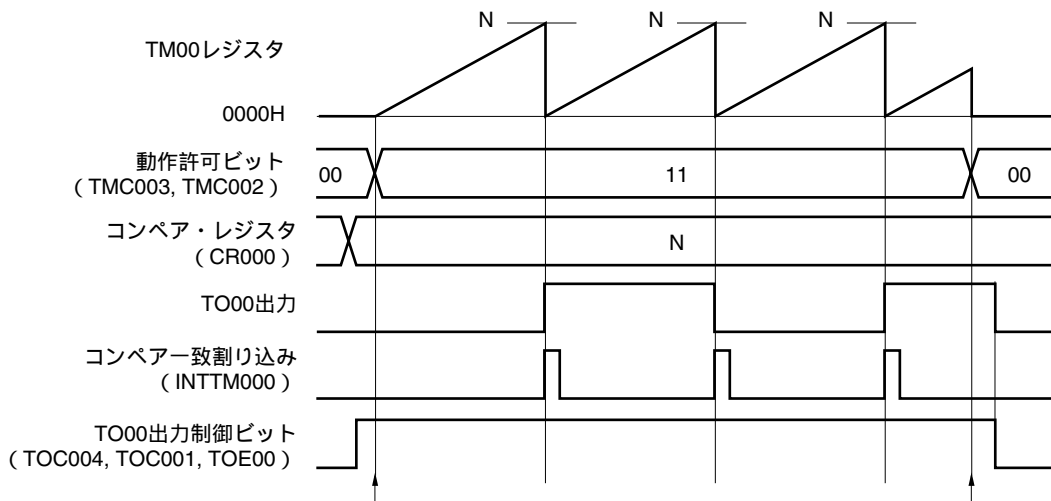 N N N
TM00レジスタ
0000H
動作許可ビット
（TMC003, TMC002）
00 11 00
コンペア・レジスタ
（CR000）
N
TO00出力
コンペア一致割り込み
（INTTM000）
TO00出力制御ビット
（TOC004, TOC001, TOE00）